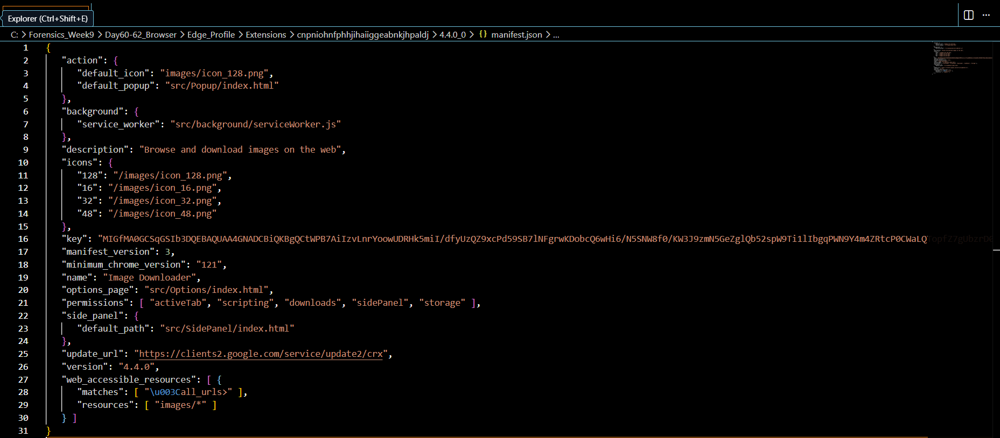 Explorer (Ctrl+Shift+E)
C: > Forensics_Week9 > Day60-62_Browser > Edge_Profile > Extensions > cnpniohnfphhjihaiiggeabnkjhpaldj > 4.4.0_0 > {} manifest.json > ...
1 {
2 "action": {
3 "default_icon": "images/icon_128.png",
4 "default_popup": "src/Popup/index.html"
5 },
6 "background": {
7 "service_worker": "src/background/serviceWorker.js"
8 },
9 "description": "Browse and download images on the web",
10 "icons": {
11 "128": "/images/icon_128.png",
12 "16": "/images/icon_16.png",
13 "32": "/images/icon_32.png",
14 "48": "/images/icon_48.png"
15 },
16 "key": "MIGfMA0GCSqGSIb3DQEBAQUAA4GNADCBiQKBgQCtWPB7AiIzvLnrYoowUDRHk5miI/dfyUzQZ9xcPd59SB7lNFgrwKDobcQ6wHi6/N5SNW8f0/KW3J9zmN5GeZglQb52spW9Ti1lIbgqPWN9Y4m4ZRtcP0CWaLQTopfZ7gUbzrD0
17 "manifest_version": 3,
18 "minimum_chrome_version": "121",
19 "name": "Image Downloader",
20 "options_page": "src/Options/index.html",
21 "permissions": [ "activeTab", "scripting", "downloads", "sidePanel", "storage" ],
22 "side_panel": {
23 "default_path": "src/SidePanel/index.html"
24 },
25 "update_url": "https://clients2.google.com/service/update2/crx",
26 "version": "4.4.0",
27 "web_accessible_resources": [ {
28 "matches": [ "\u003Call_urls>" ],
29 "resources": [ "images/*" ]
30 } ]
31 }